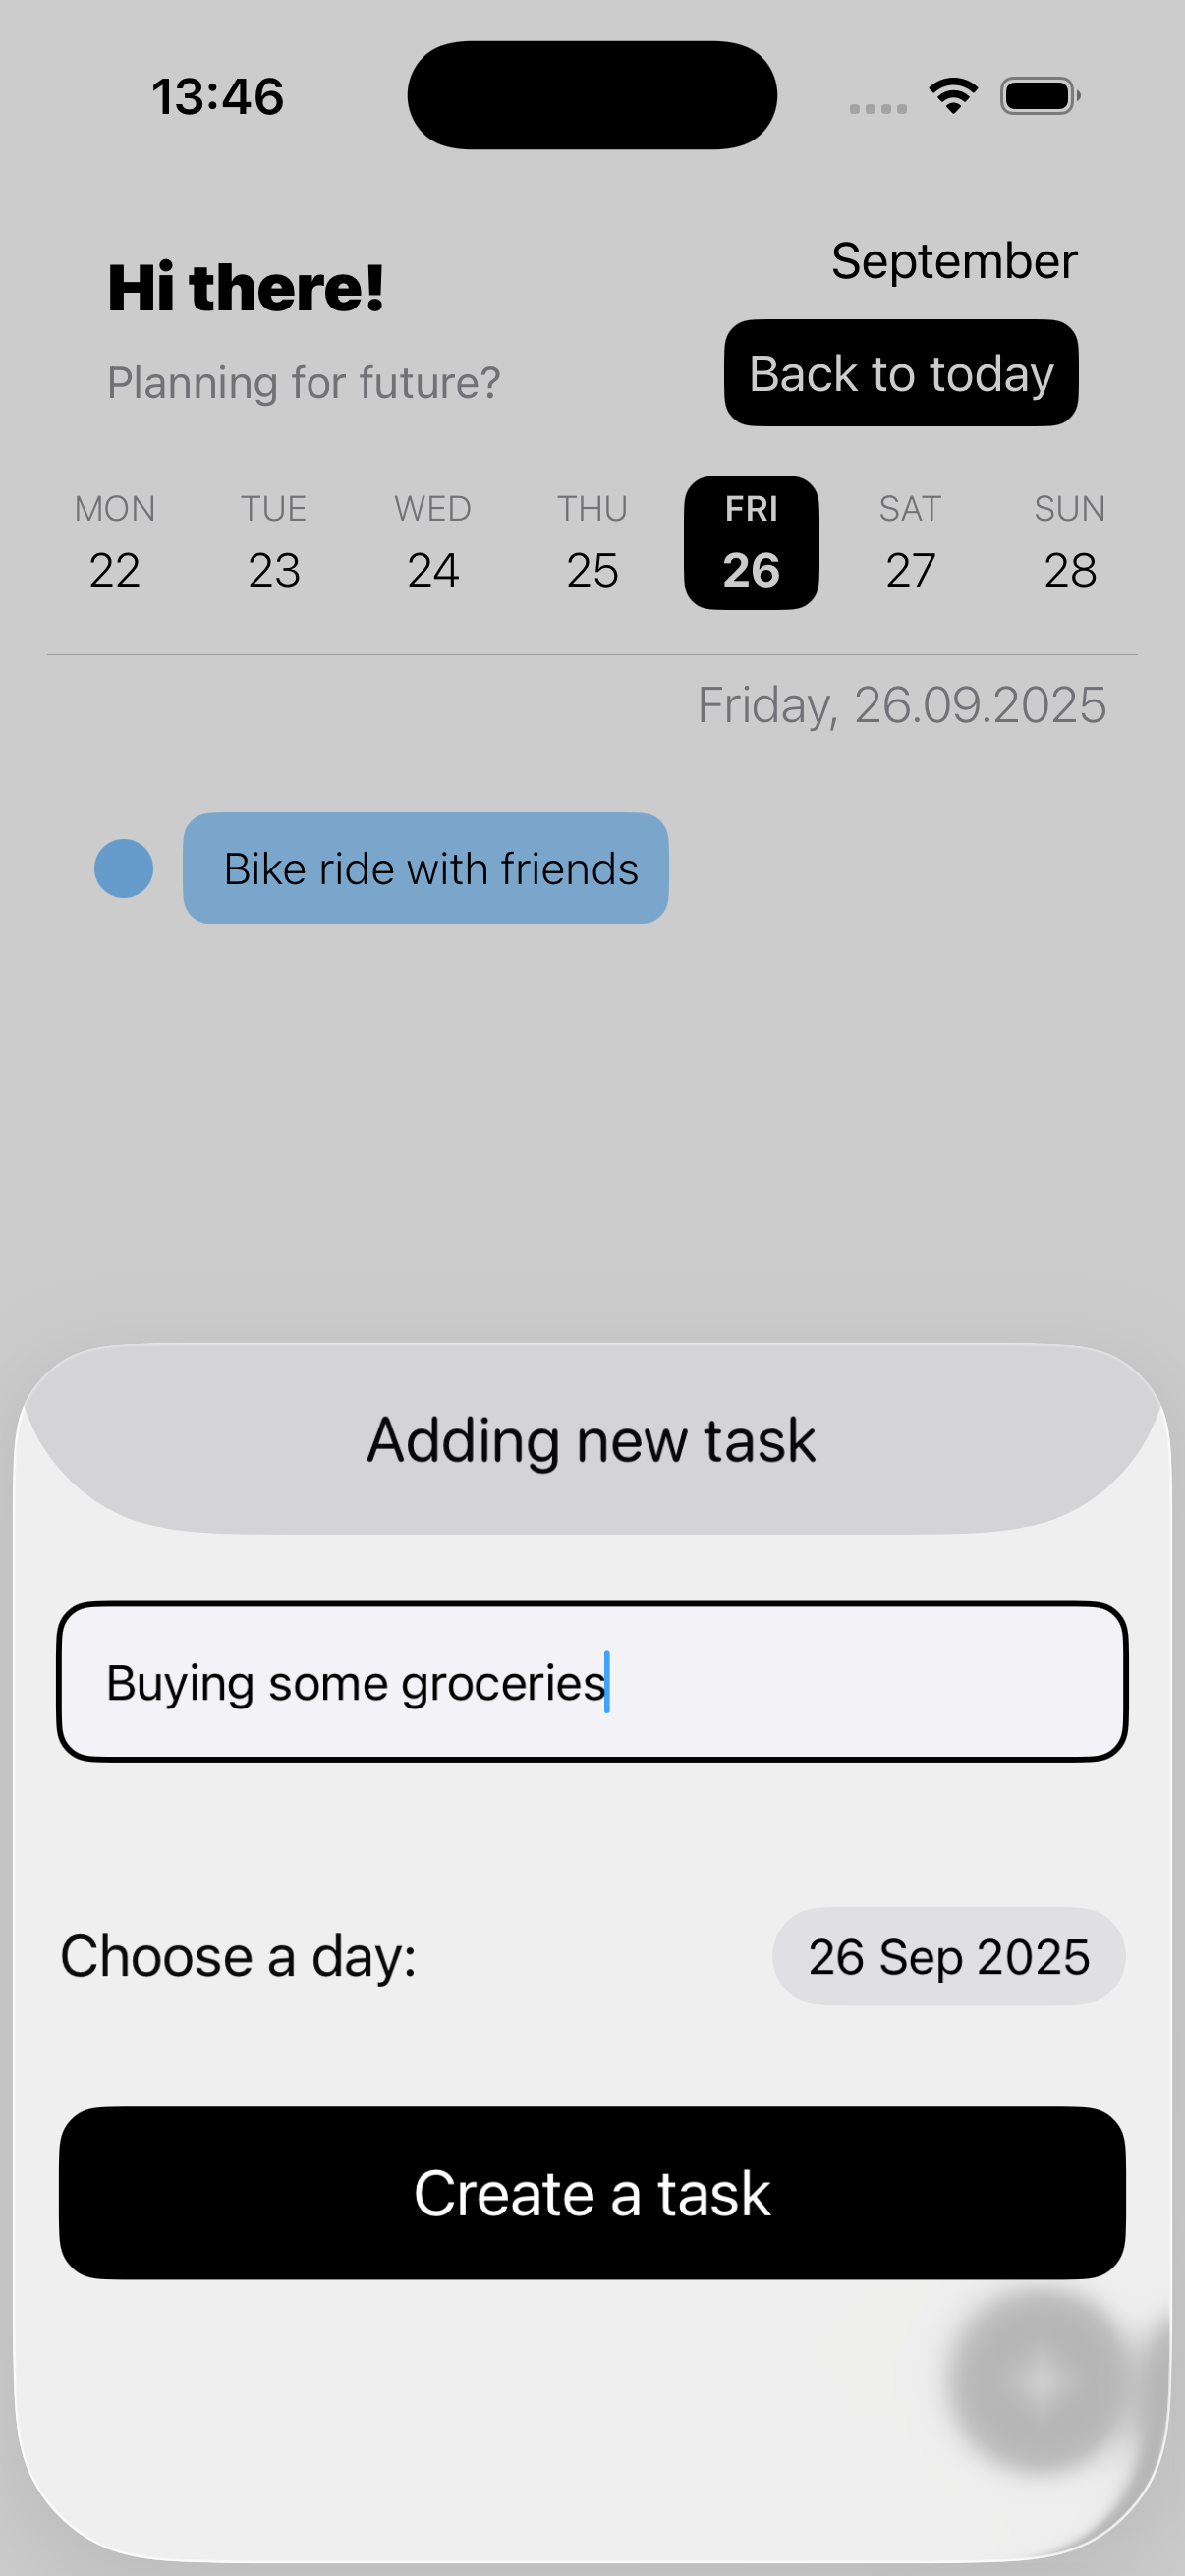 13:46
Hi there!
September
Planning for future?
Back to today
MON TUE WED THU FRI SAT SUN
22 23 24 25 26 27 28
Friday, 26.09.2025
Bike ride with friends
Adding new task
Buying some groceries
Choose a day:
26 Sep 2025
Create a task